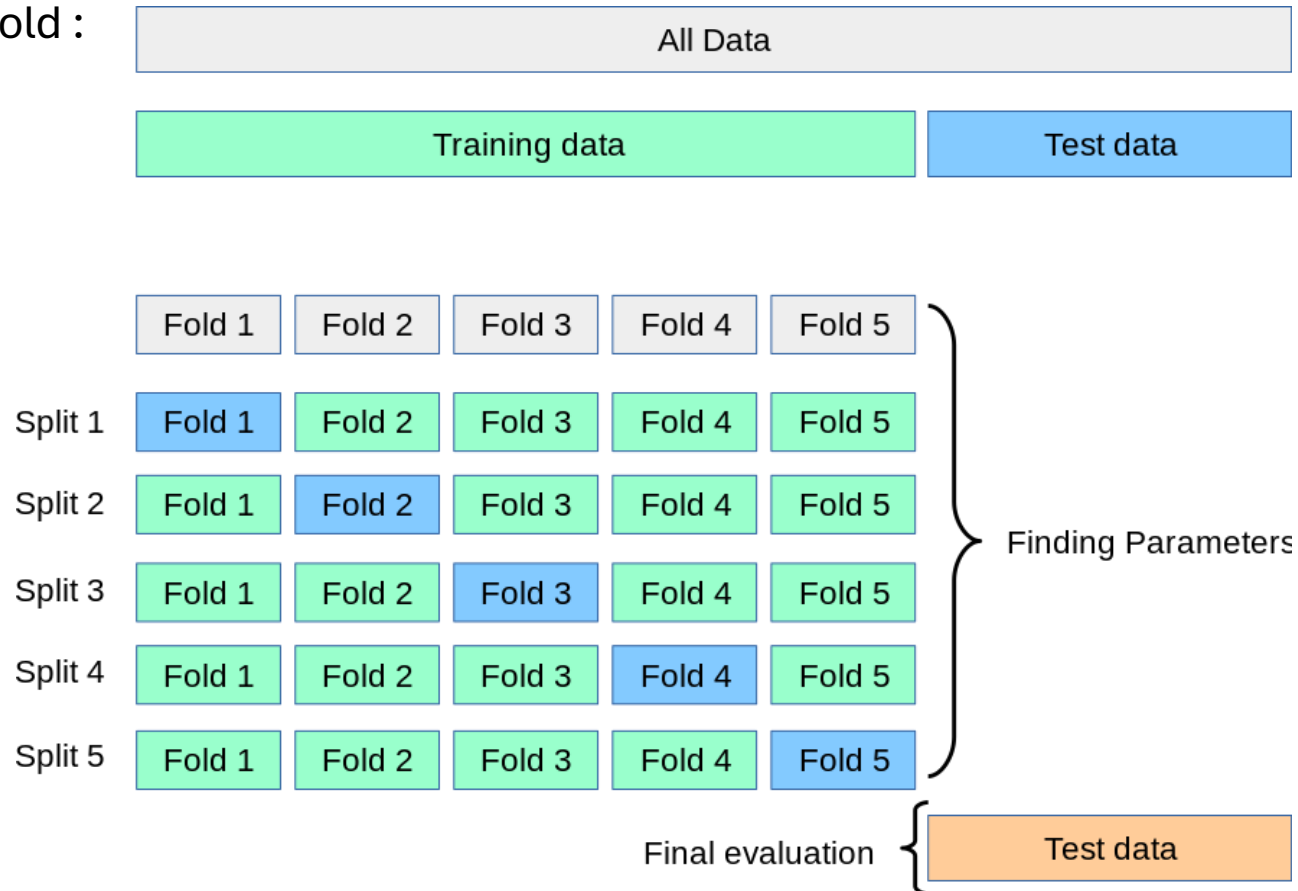 old :
All Data
Training data Test data
Fold 1 Fold 2 Fold 3 Fold 4 Fold 5
Split 1 Fold 1 Fold 2 Fold 3 Fold 4 Fold 5
Split 2 Fold 1 Fold 2 Fold 3 Fold 4 Fold 5
Finding Parameters
Split 3 Fold 1 Fold 2 Fold 3 Fold 4 Fold 5
Split 4 Fold 1 Fold 2 Fold 3 Fold 4 Fold 5
Split 5 Fold 1 Fold 2 Fold 3 Fold 4 Fold 5
Final evaluation Test data